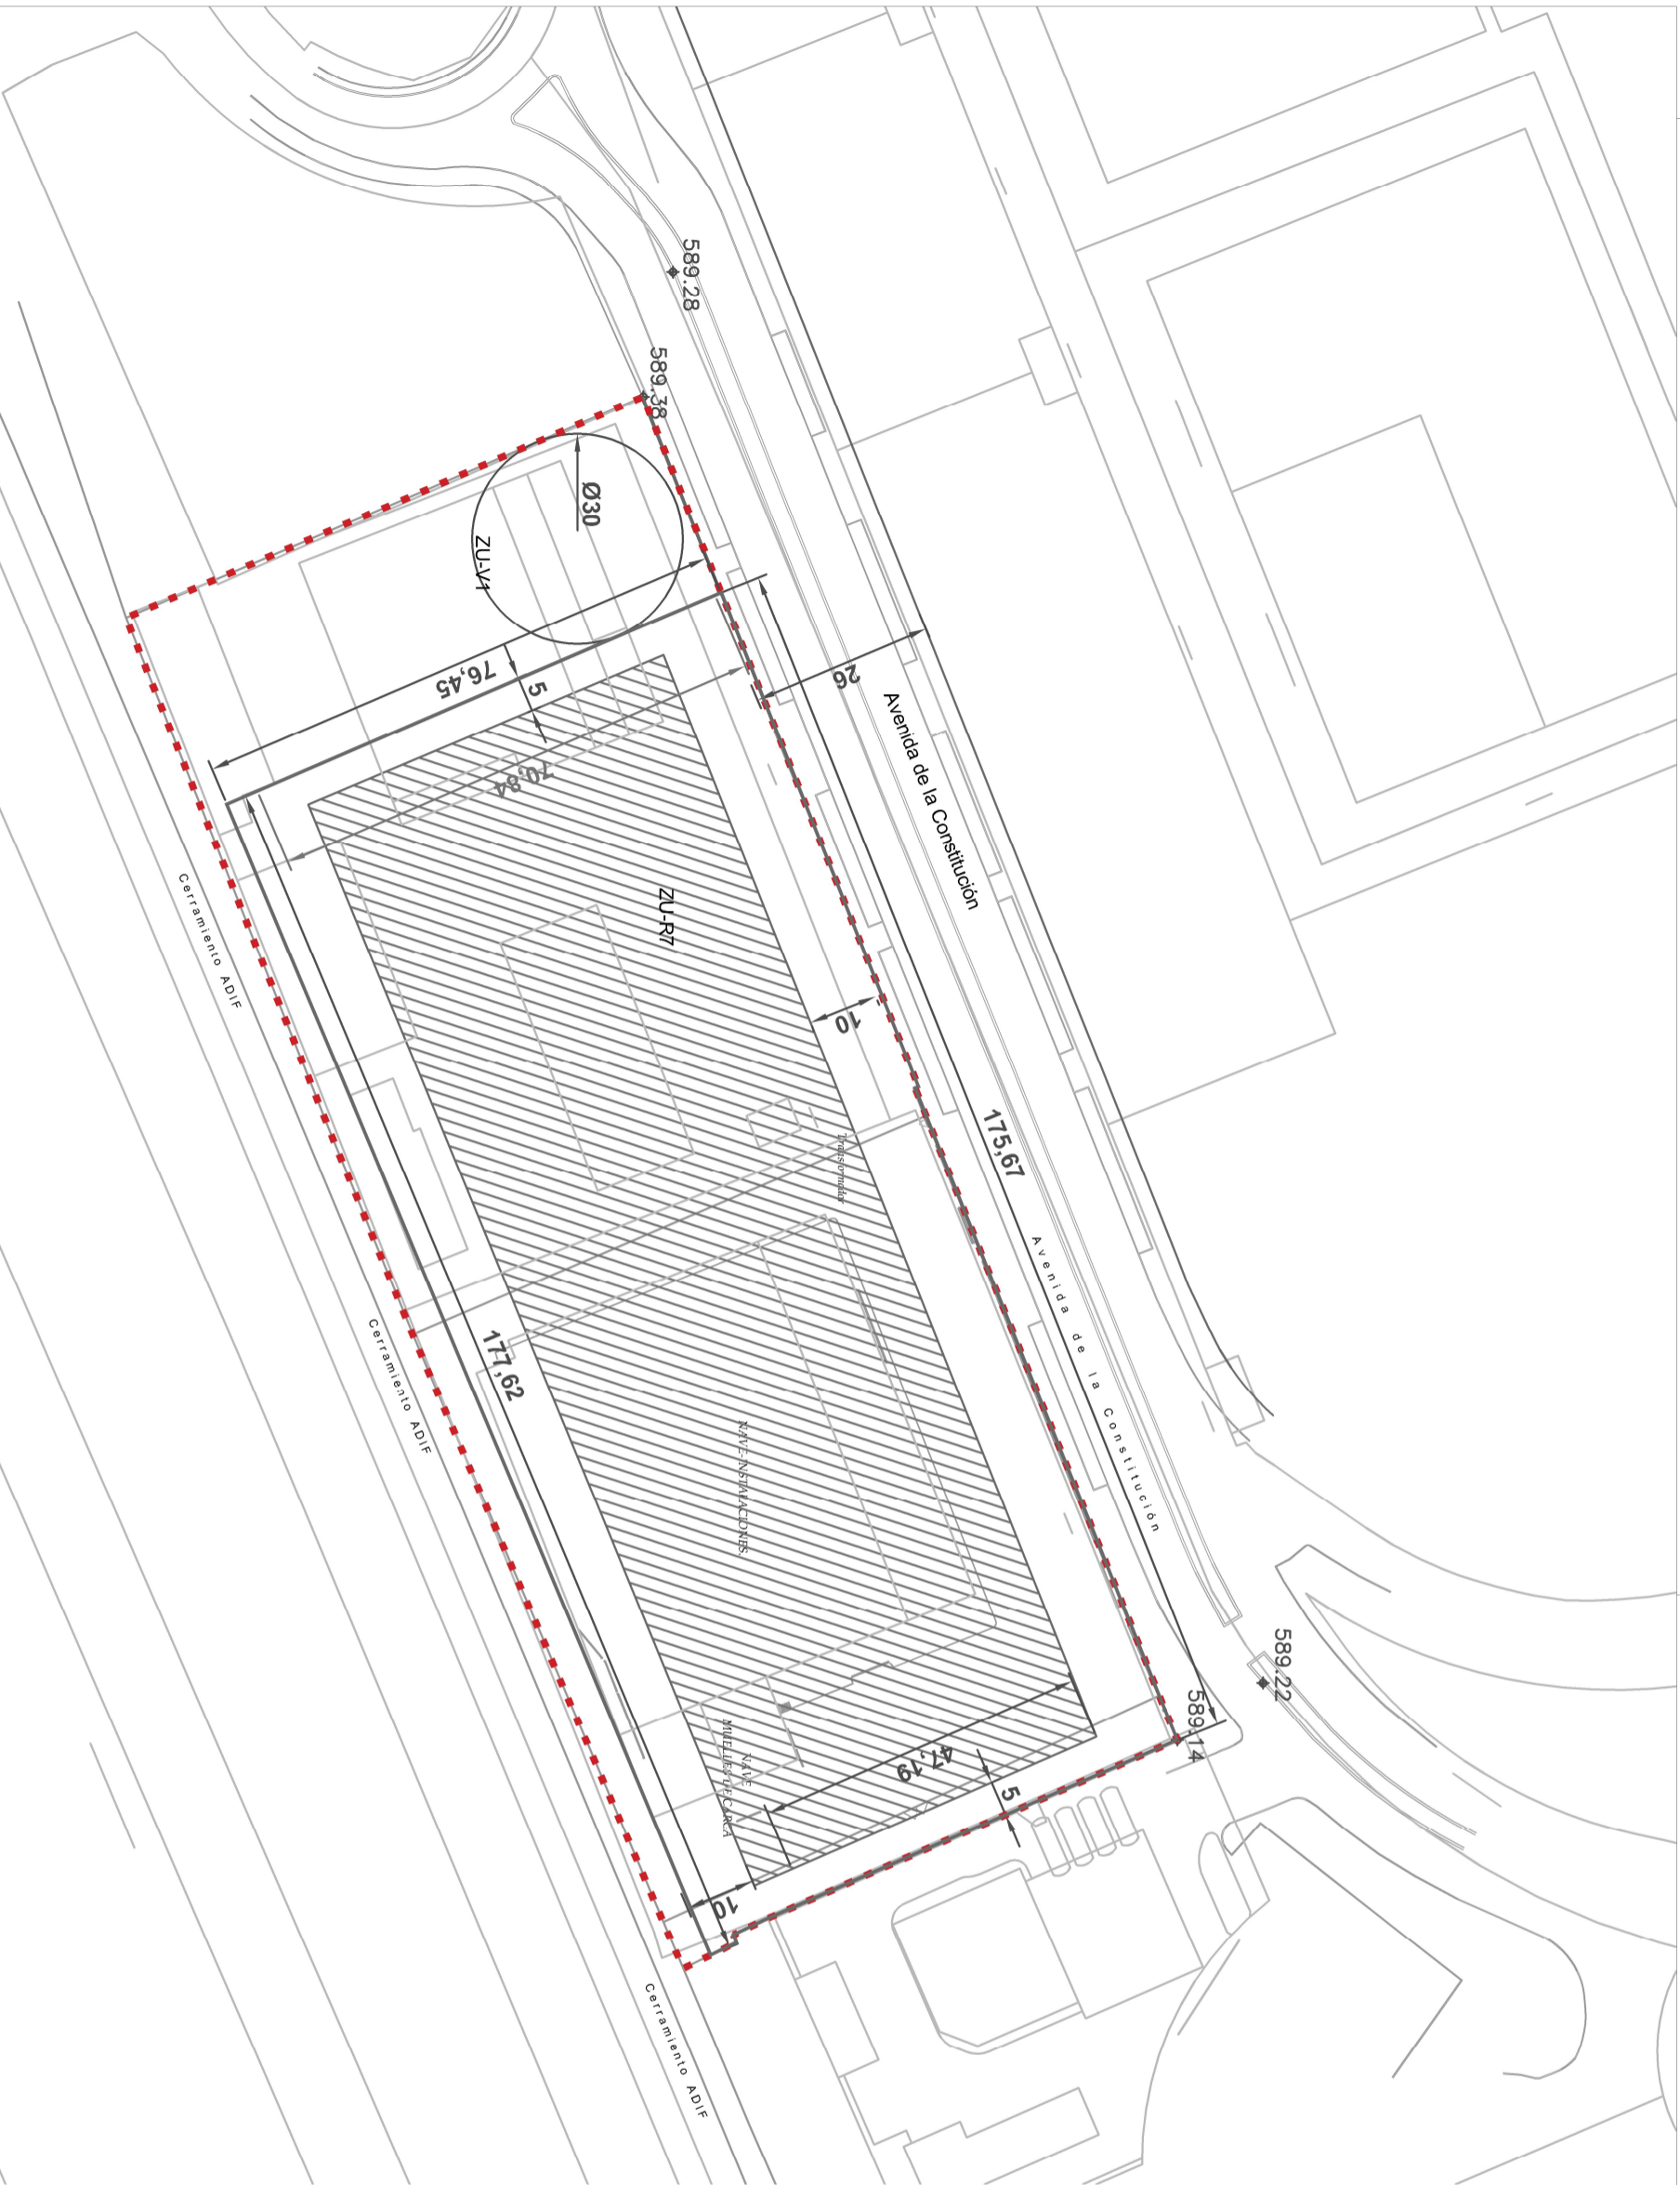 589.28
589.38
Ø30
ZU-V1
76,45
5
70,84
26
Avenida de la Constitución
ZU-R7
Cerramiento ADIF
10
175,67
Transformador
Avenida de la Constitución
Cerramiento ADIF
177,62
NAVE-INSTALACIONES
589.22
589.14
47,19
5
NAVE
MUELLES DE CARGA
10
Cerramiento ADIF